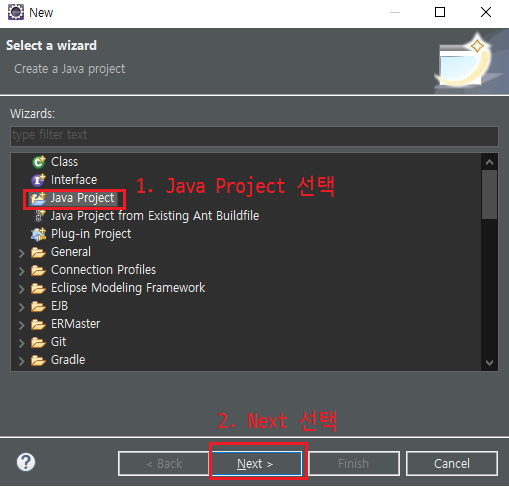 New
Select a wizard
Create a Java project
Wizards:
type filter text
Class
Interface
1. Java Project 선택
Java Project
Java Project from Existing Ant Buildfile
Plug-in Project
General
Connection Profiles
Eclipse Modeling Framework
EJB
ERMaster
Git
Gradle
2. Next 선택
? < Back Next > Finish Cancel